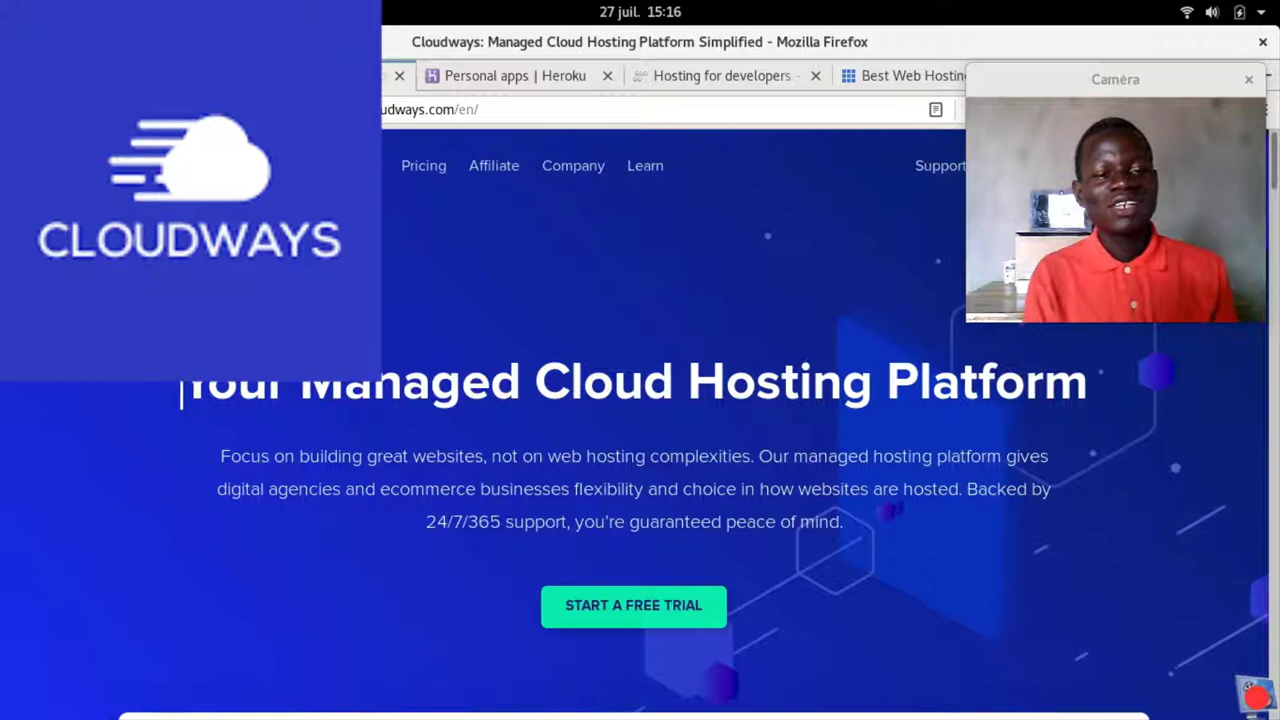 27 juil. 15:16
Cloudways: Managed Cloud Hosting Platform Simplified - Mozilla Firefox
Personal apps | Heroku
Hosting for developers -
Best Web Hosting
Caméra
udways.com/en/
CLOUDWAYS
Pricing
Affiliate
Company
Learn
Support
Your Managed Cloud Hosting Platform
Focus on building great websites, not on web hosting complexities. Our managed hosting platform gives
digital agencies and ecommerce businesses flexibility and choice in how websites are hosted. Backed by
24/7/365 support, you’re guaranteed peace of mind.
START A FREE TRIAL